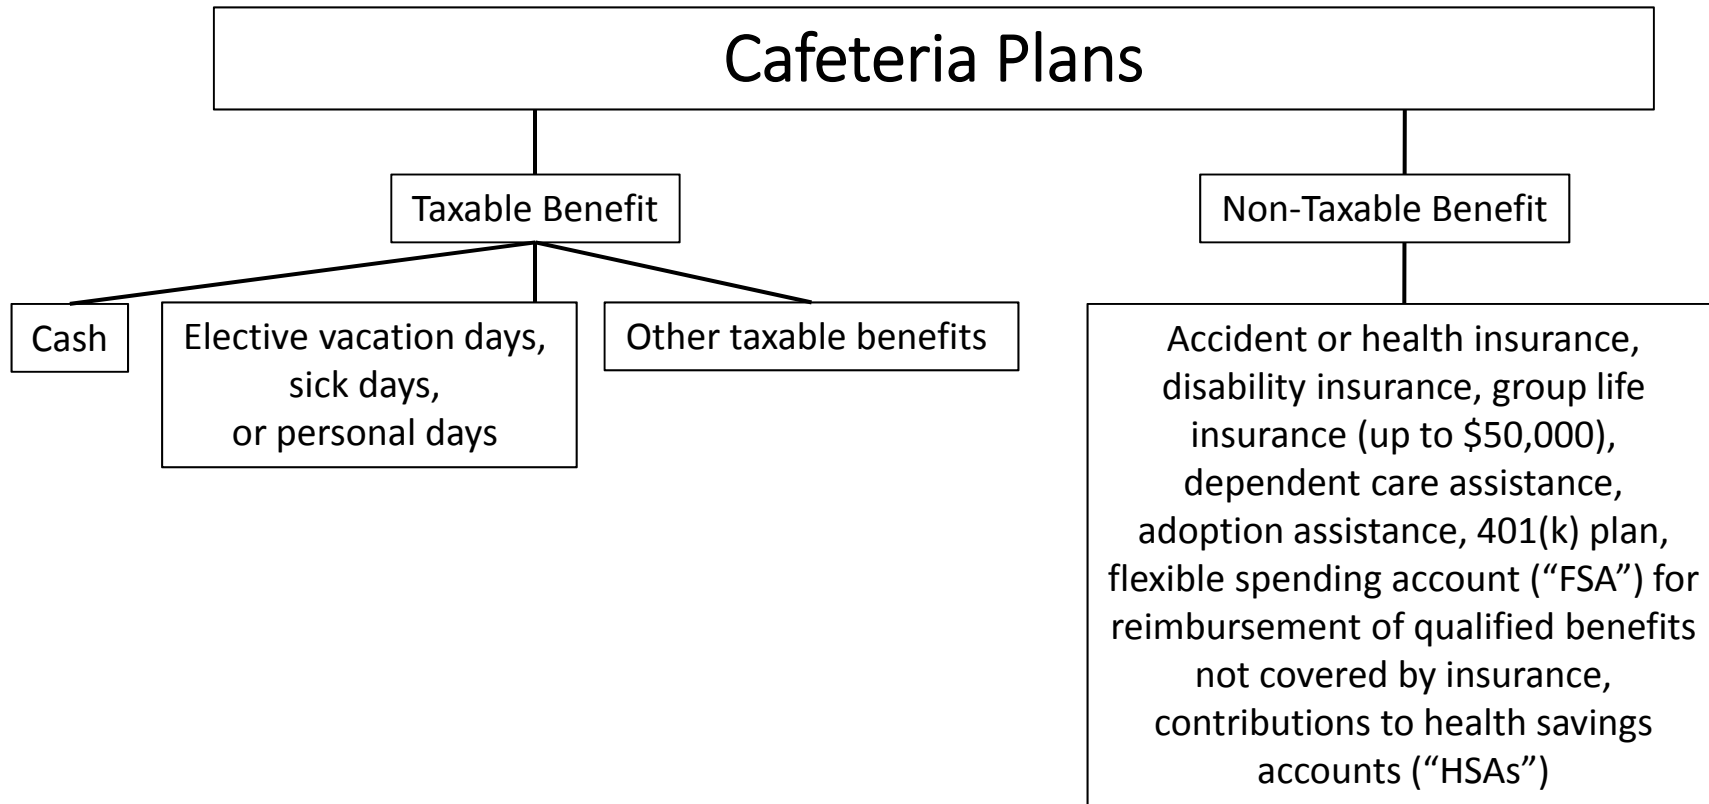 Cafeteria Plans
Taxable Benefit
Non-Taxable Benefit
Cash
Elective vacation days,
sick days,
or personal days
Other taxable benefits
Accident or health insurance,
disability insurance, group life
insurance (up to $50,000),
dependent care assistance,
adoption assistance, 401(k) plan,
flexible spending account (“FSA”) for
reimbursement of qualified benefits
not covered by insurance,
contributions to health savings
accounts (“HSAs”)